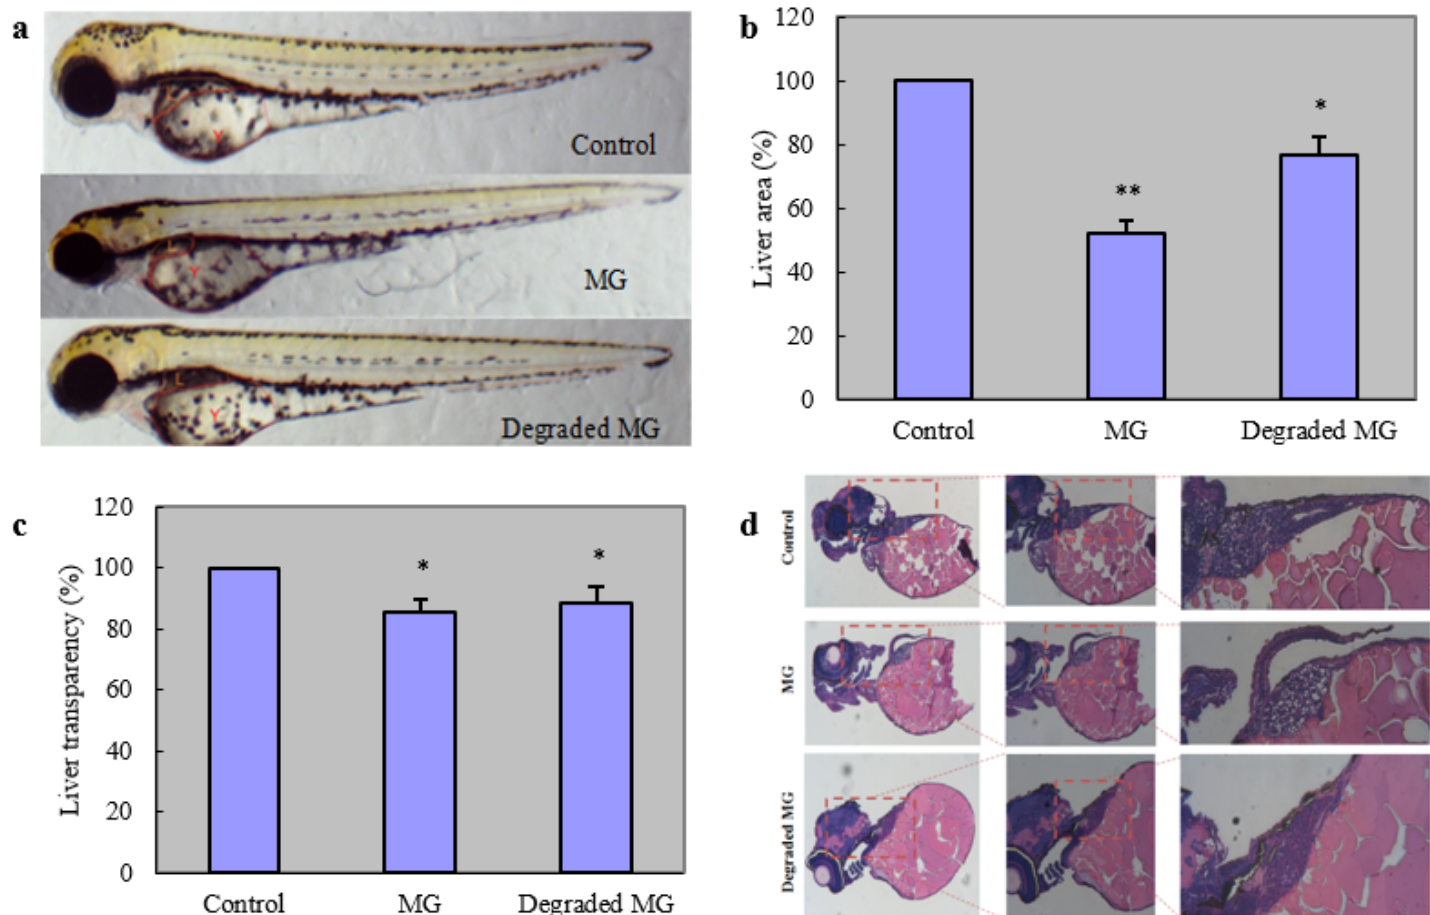 a
Y
Control
L
Y
MG
L
Y
Degraded MG
b
120
100
80
60
40
20
0
Liver area (%)
**
*
Control
MG
Degraded MG
c
120
100
80
60
40
20
0
Liver transparency (%)
*
*
Control
MG
Degraded MG
d
Control
MG
Degraded MG